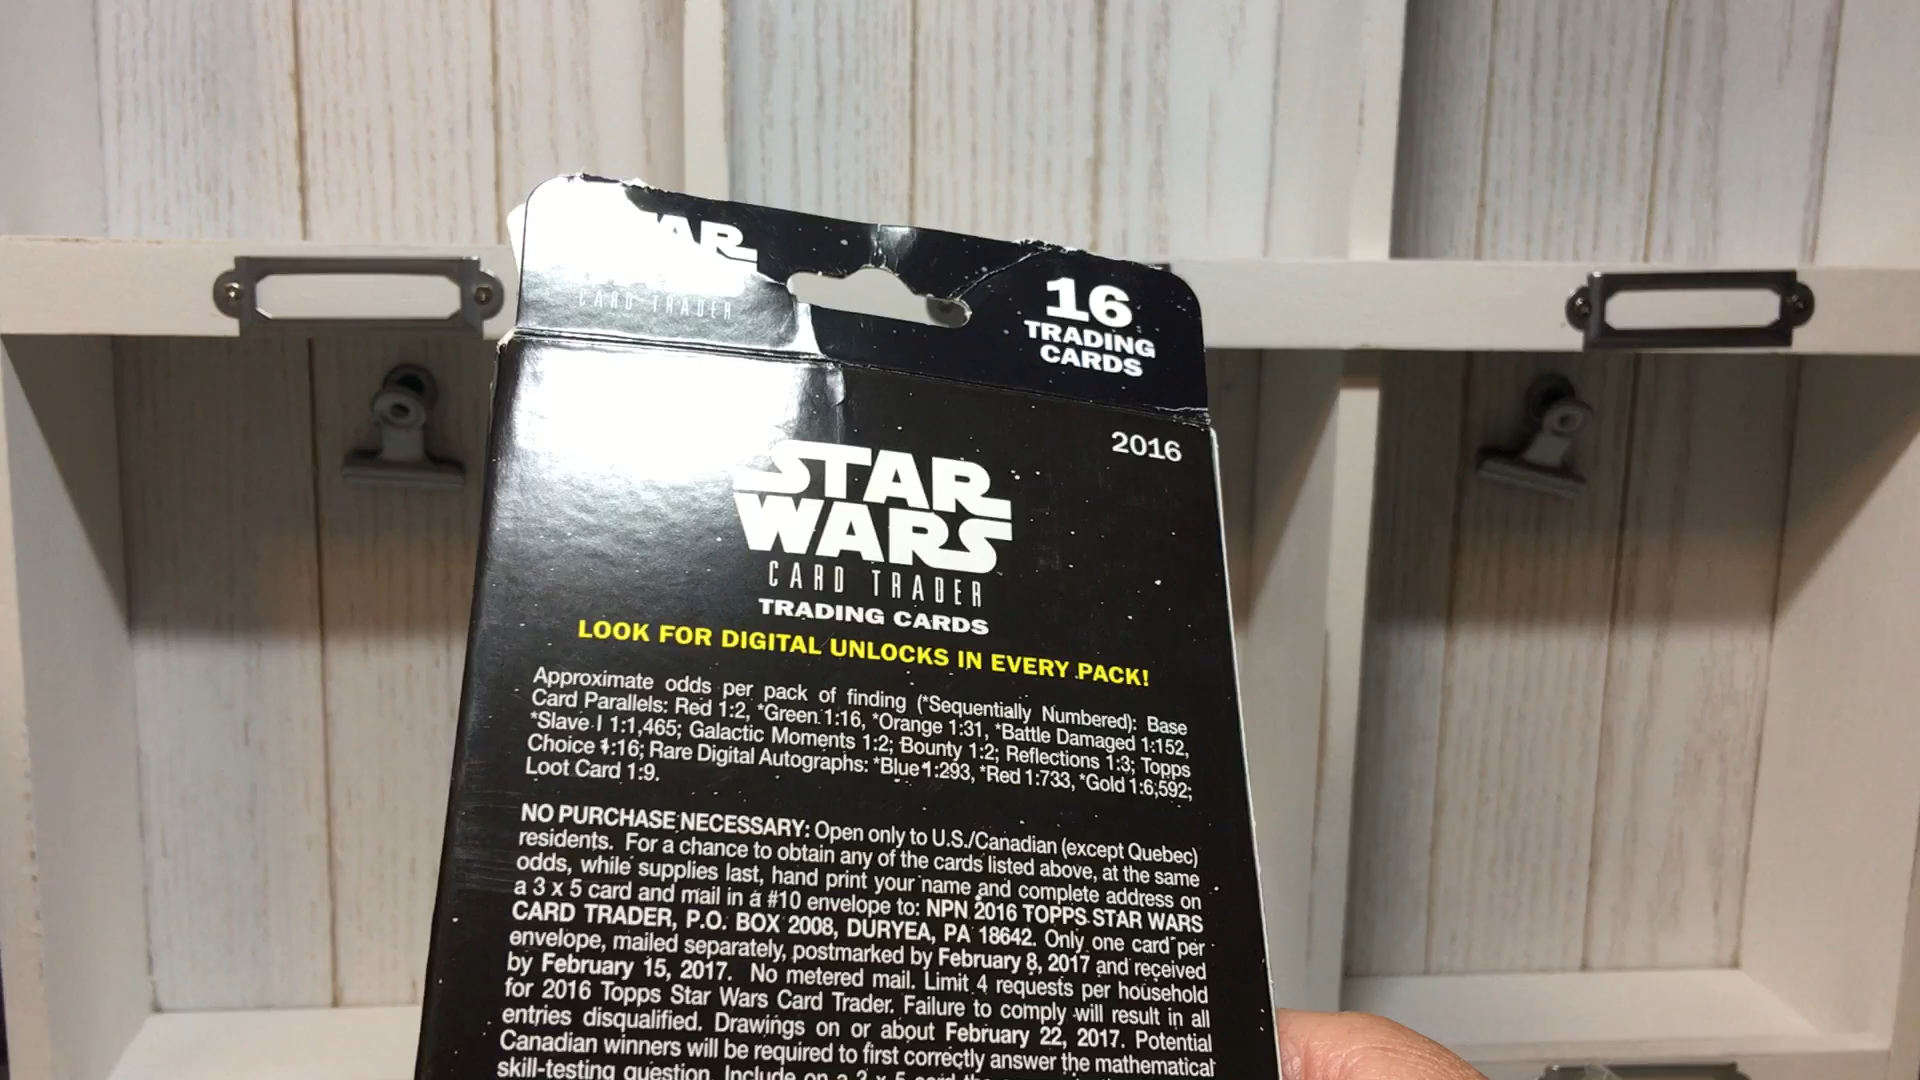 STAR
CARD TRADER
16
TRADING
CARDS
2016
STAR
WARS
CARD TRADER
TRADING CARDS
LOOK FOR DIGITAL UNLOCKS IN EVERY PACK!
Approximate odds per pack of finding (*Sequentially Numbered): Base
Card Parallels: Red 1:2, *Green 1:16, *Orange 1:31, *Battle Damaged 1:152,
*Slave I 1:1,465; Galactic Moments 1:2; Bounty 1:2; Reflections 1:3; Topps
Choice 1:16; Rare Digital Autographs: *Blue 1:293, *Red 1:733, *Gold 1:6,592;
Loot Card 1:9.
NO PURCHASE NECESSARY: Open only to U.S./Canadian (except Quebec)
residents. For a chance to obtain any of the cards listed above, at the same
odds, while supplies last, hand print your name and complete address on
a 3 x 5 card and mail in a #10 envelope to: NPN 2016 TOPPS STAR WARS
CARD TRADER, P.O. BOX 2008, DURYEA, PA 18642. Only one card per
envelope, mailed separately, postmarked by February 8, 2017 and received
by February 15, 2017. No metered mail. Limit 4 requests per household
for 2016 Topps Star Wars Card Trader. Failure to comply will result in all
entries disqualified. Drawings on or about February 22, 2017. Potential
Canadian winners will be required to first correctly answer the mathematical
skill-testing question. Include on a 3 x 5 card the